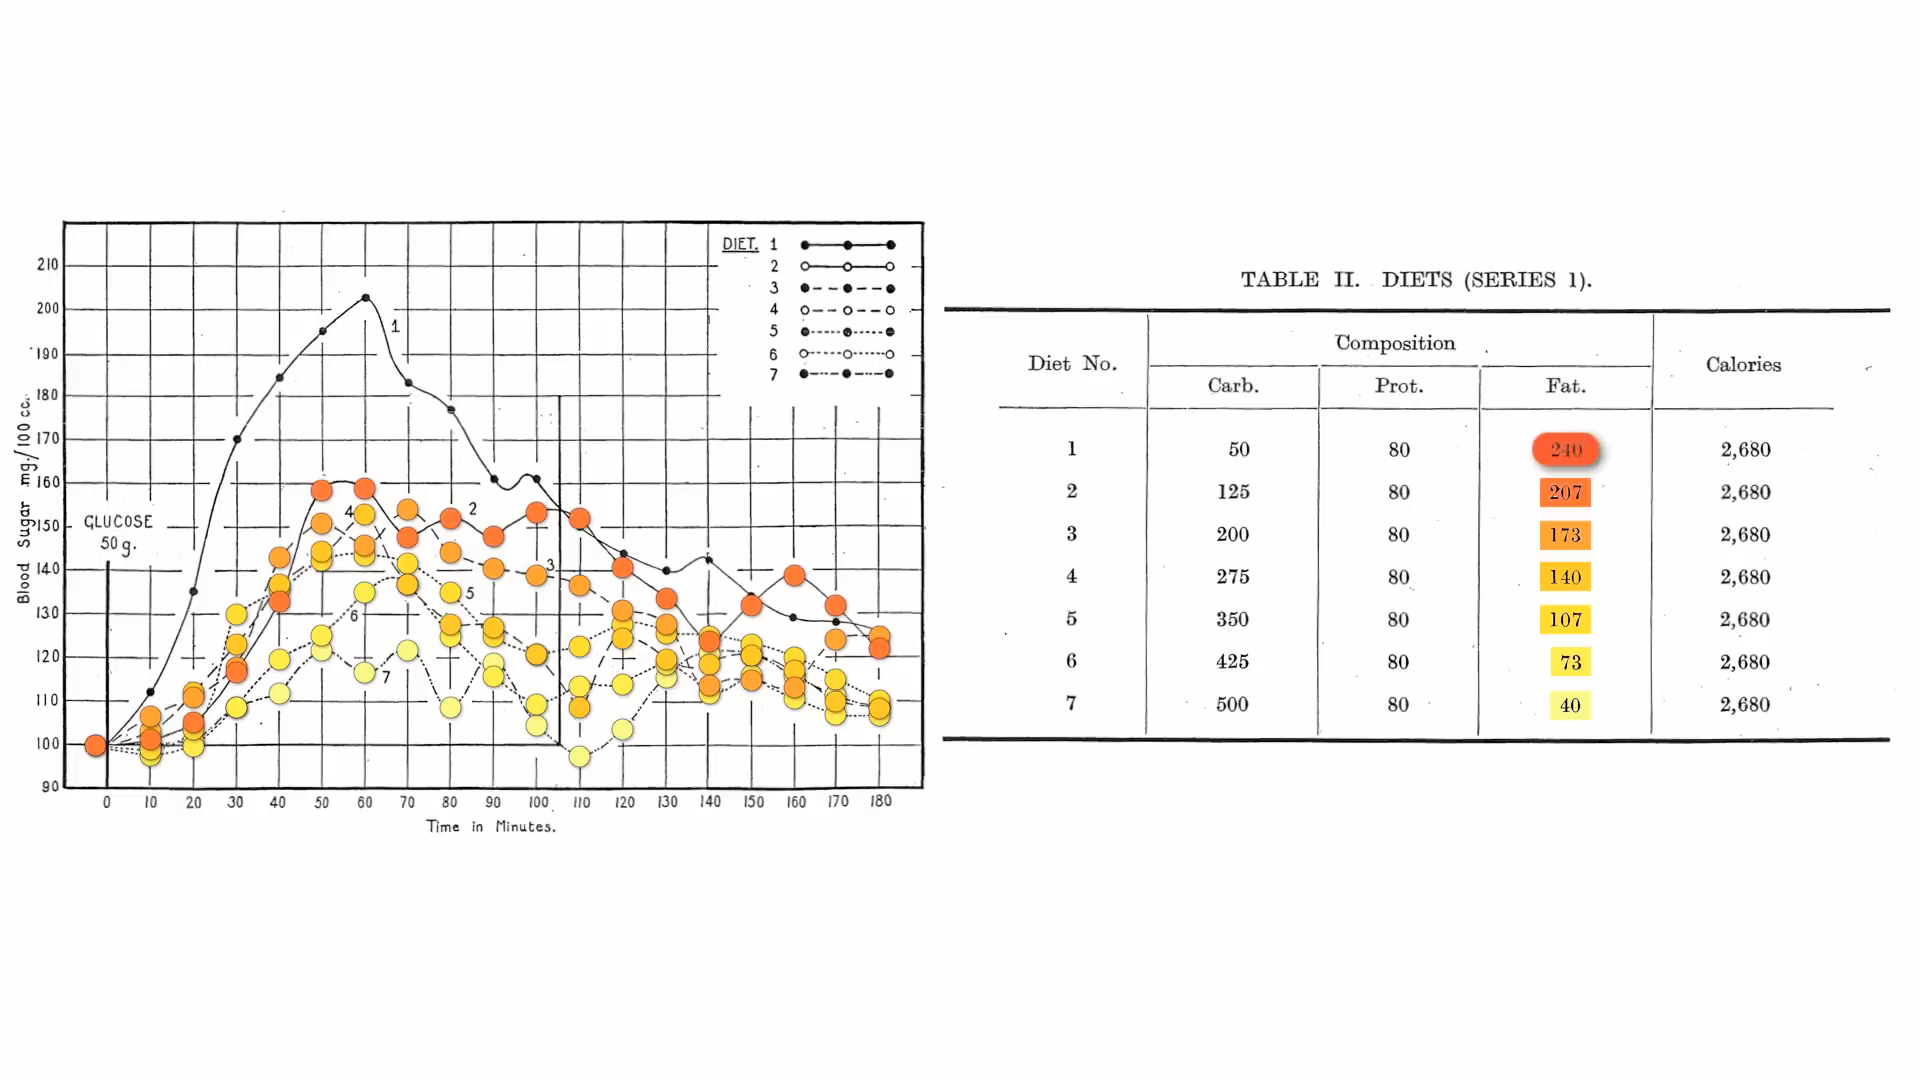 DIET. 1
2
3
4
5
6
7
210
200
190
180
170
160
150
140
130
120
110
100
90
Blood Sugar mg./100 cc.
GLUCOSE
50 g.
1
2
3
4
5
6
7
0 10 20 30 40 50 60 70 80 90 100 110 120 130 140 150 160 170 180
Time in Minutes.
TABLE II. DIETS (SERIES 1).
Diet No. Composition Calories
Carb. Prot. Fat.
1 50 80 240 2,680
2 125 80 207 2,680
3 200 80 173 2,680
4 275 80 140 2,680
5 350 80 107 2,680
6 425 80 73 2,680
7 500 80 40 2,680